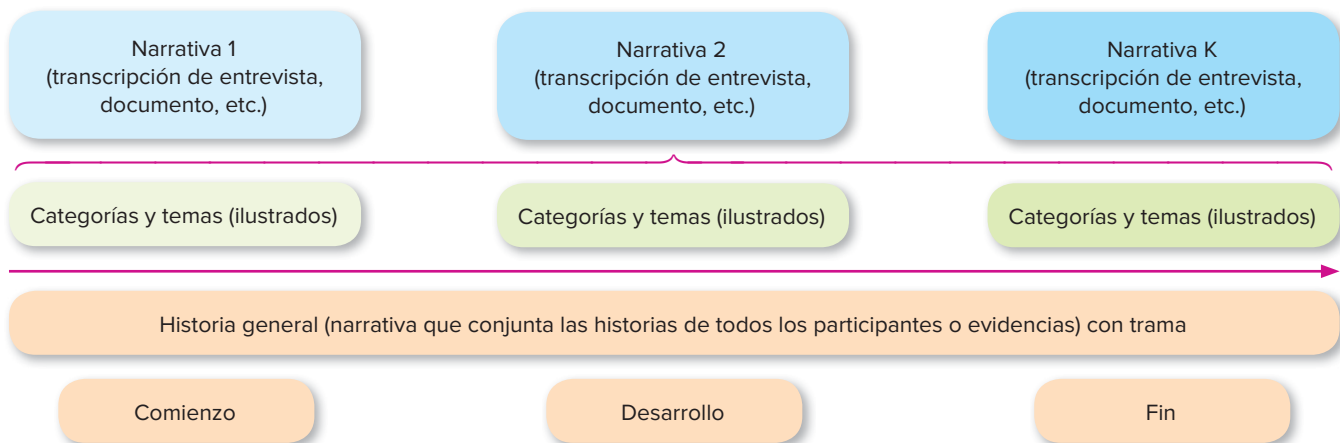 Narrativa 1
(transcripción de entrevista,
documento, etc.)
Narrativa 2
(transcripción de entrevista,
documento, etc.)
Narrativa K
(transcripción de entrevista,
documento, etc.)
Categorías y temas (ilustrados)
Categorías y temas (ilustrados)
Categorías y temas (ilustrados)
Historia general (narrativa que conjunta las historias de todos los participantes o evidencias) con trama
Comienzo
Desarrollo
Fin